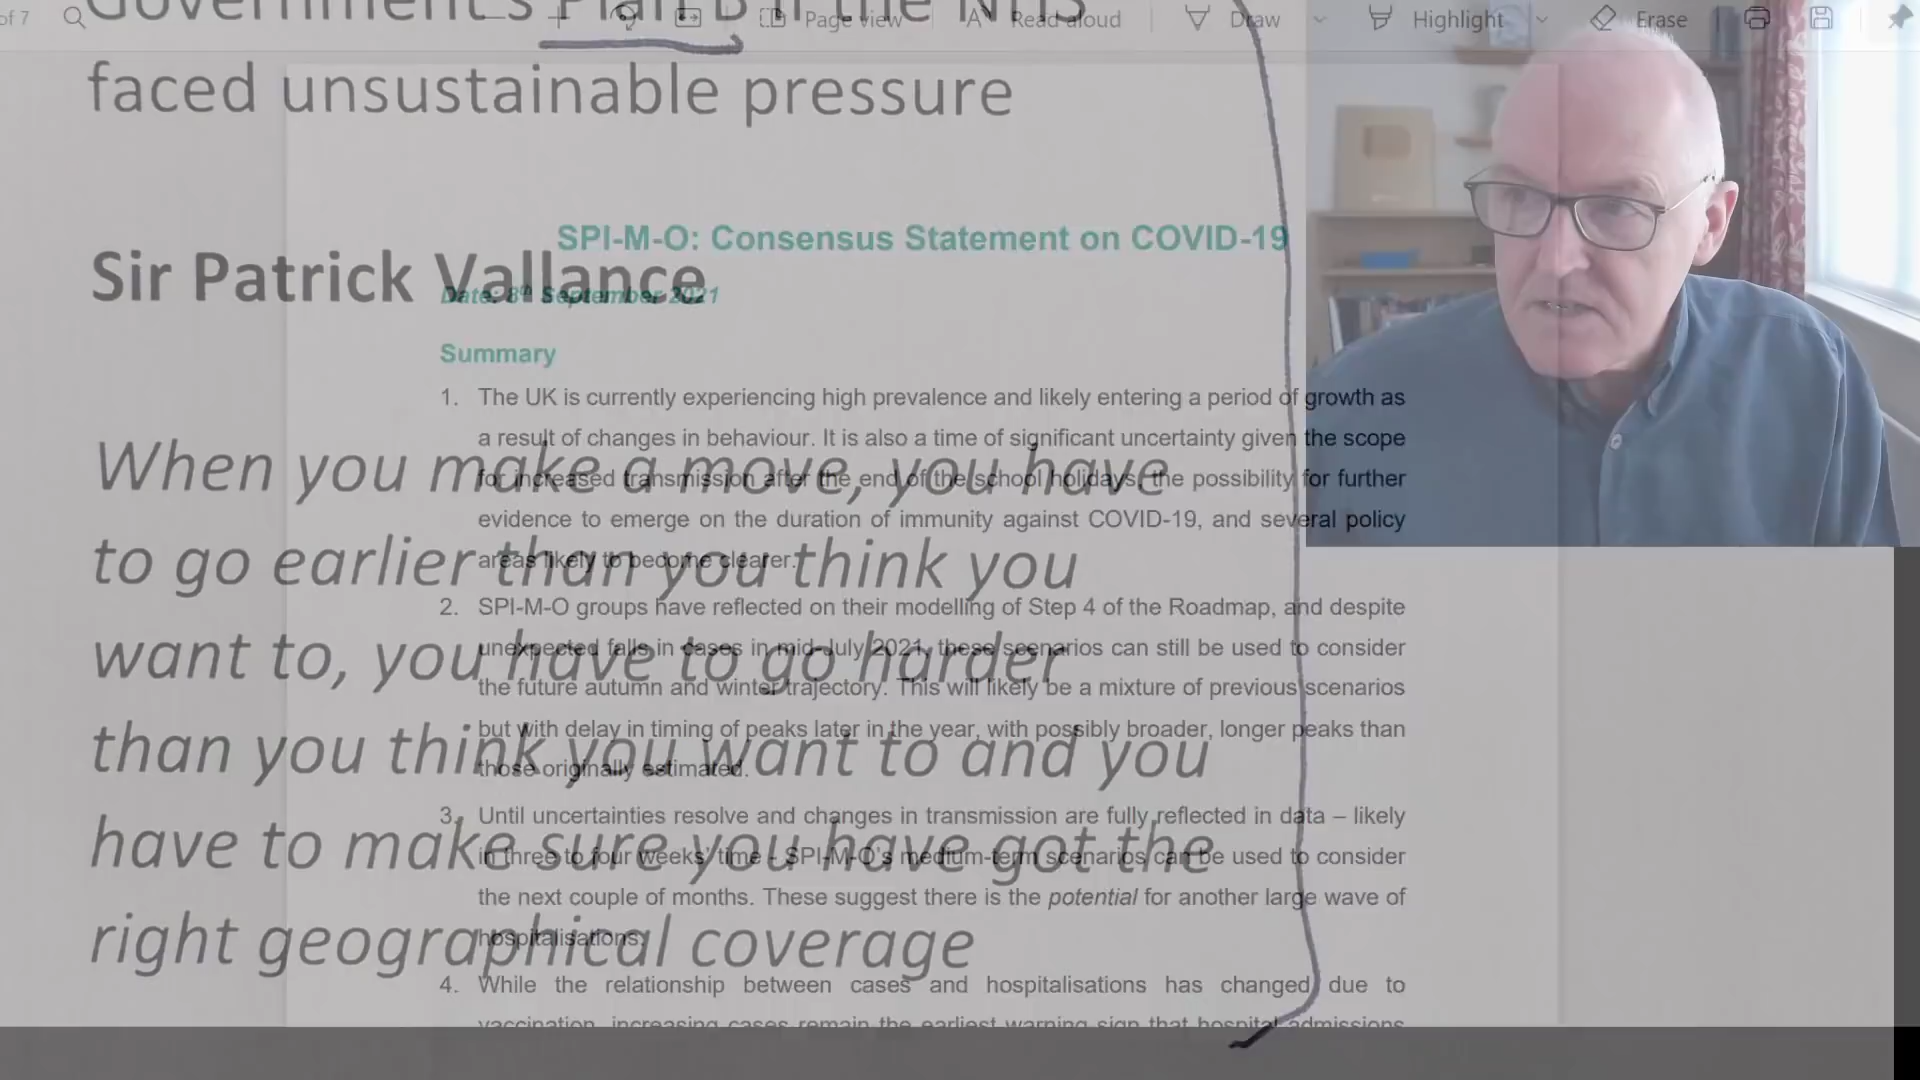 of 7
Page view
Read aloud
Draw
Highlight
Erase
Government's Plan B if the NHS
faced unsustainable pressure
Sir Patrick Vallance
When you make a move, you have
to go earlier than you think you
want to, you have to go harder
than you think you want to and you
have to make sure you have got the
right geographical coverage
SPI-M-O: Consensus Statement on COVID-19
Date: 8th September 2021
Summary
1. The UK is currently experiencing high prevalence and likely entering a period of growth as
a result of changes in behaviour. It is also a time of significant uncertainty given the scope
for increased transmission after the end of the school holidays, the possibility for further
evidence to emerge on the duration of immunity against COVID-19, and several policy
areas likely to become clearer.
2. SPI-M-O groups have reflected on their modelling of Step 4 of the Roadmap, and despite
unexpected falls in cases in mid-July 2021, these scenarios can still be used to consider
the future autumn and winter trajectory. This will likely be a mixture of previous scenarios
but with delay in timing of peaks later in the year, with possibly broader, longer peaks than
those originally estimated.
3. Until uncertainties resolve and changes in transmission are fully reflected in data – likely
in three to four weeks' time - SPI-M-O's medium-term scenarios can be used to consider
the next couple of months. These suggest there is the potential for another large wave of
hospitalisations.
4. While the relationship between cases and hospitalisations has changed due to
vaccination, increasing cases remain the earliest warning sign that hospital admissions